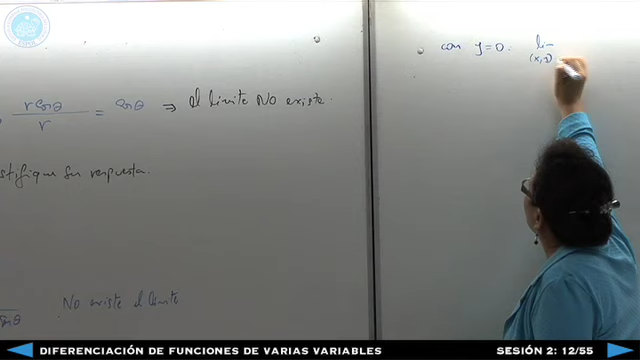 r cosθ / r = cosθ ⇒ el límite NO existe.
stifique su respuesta.
No existe el límite
cosθ
con y=0: lim
(x,y)
DIFERENCIACIÓN DE FUNCIONES DE VARIAS VARIABLES
SESIÓN 2: 12/55